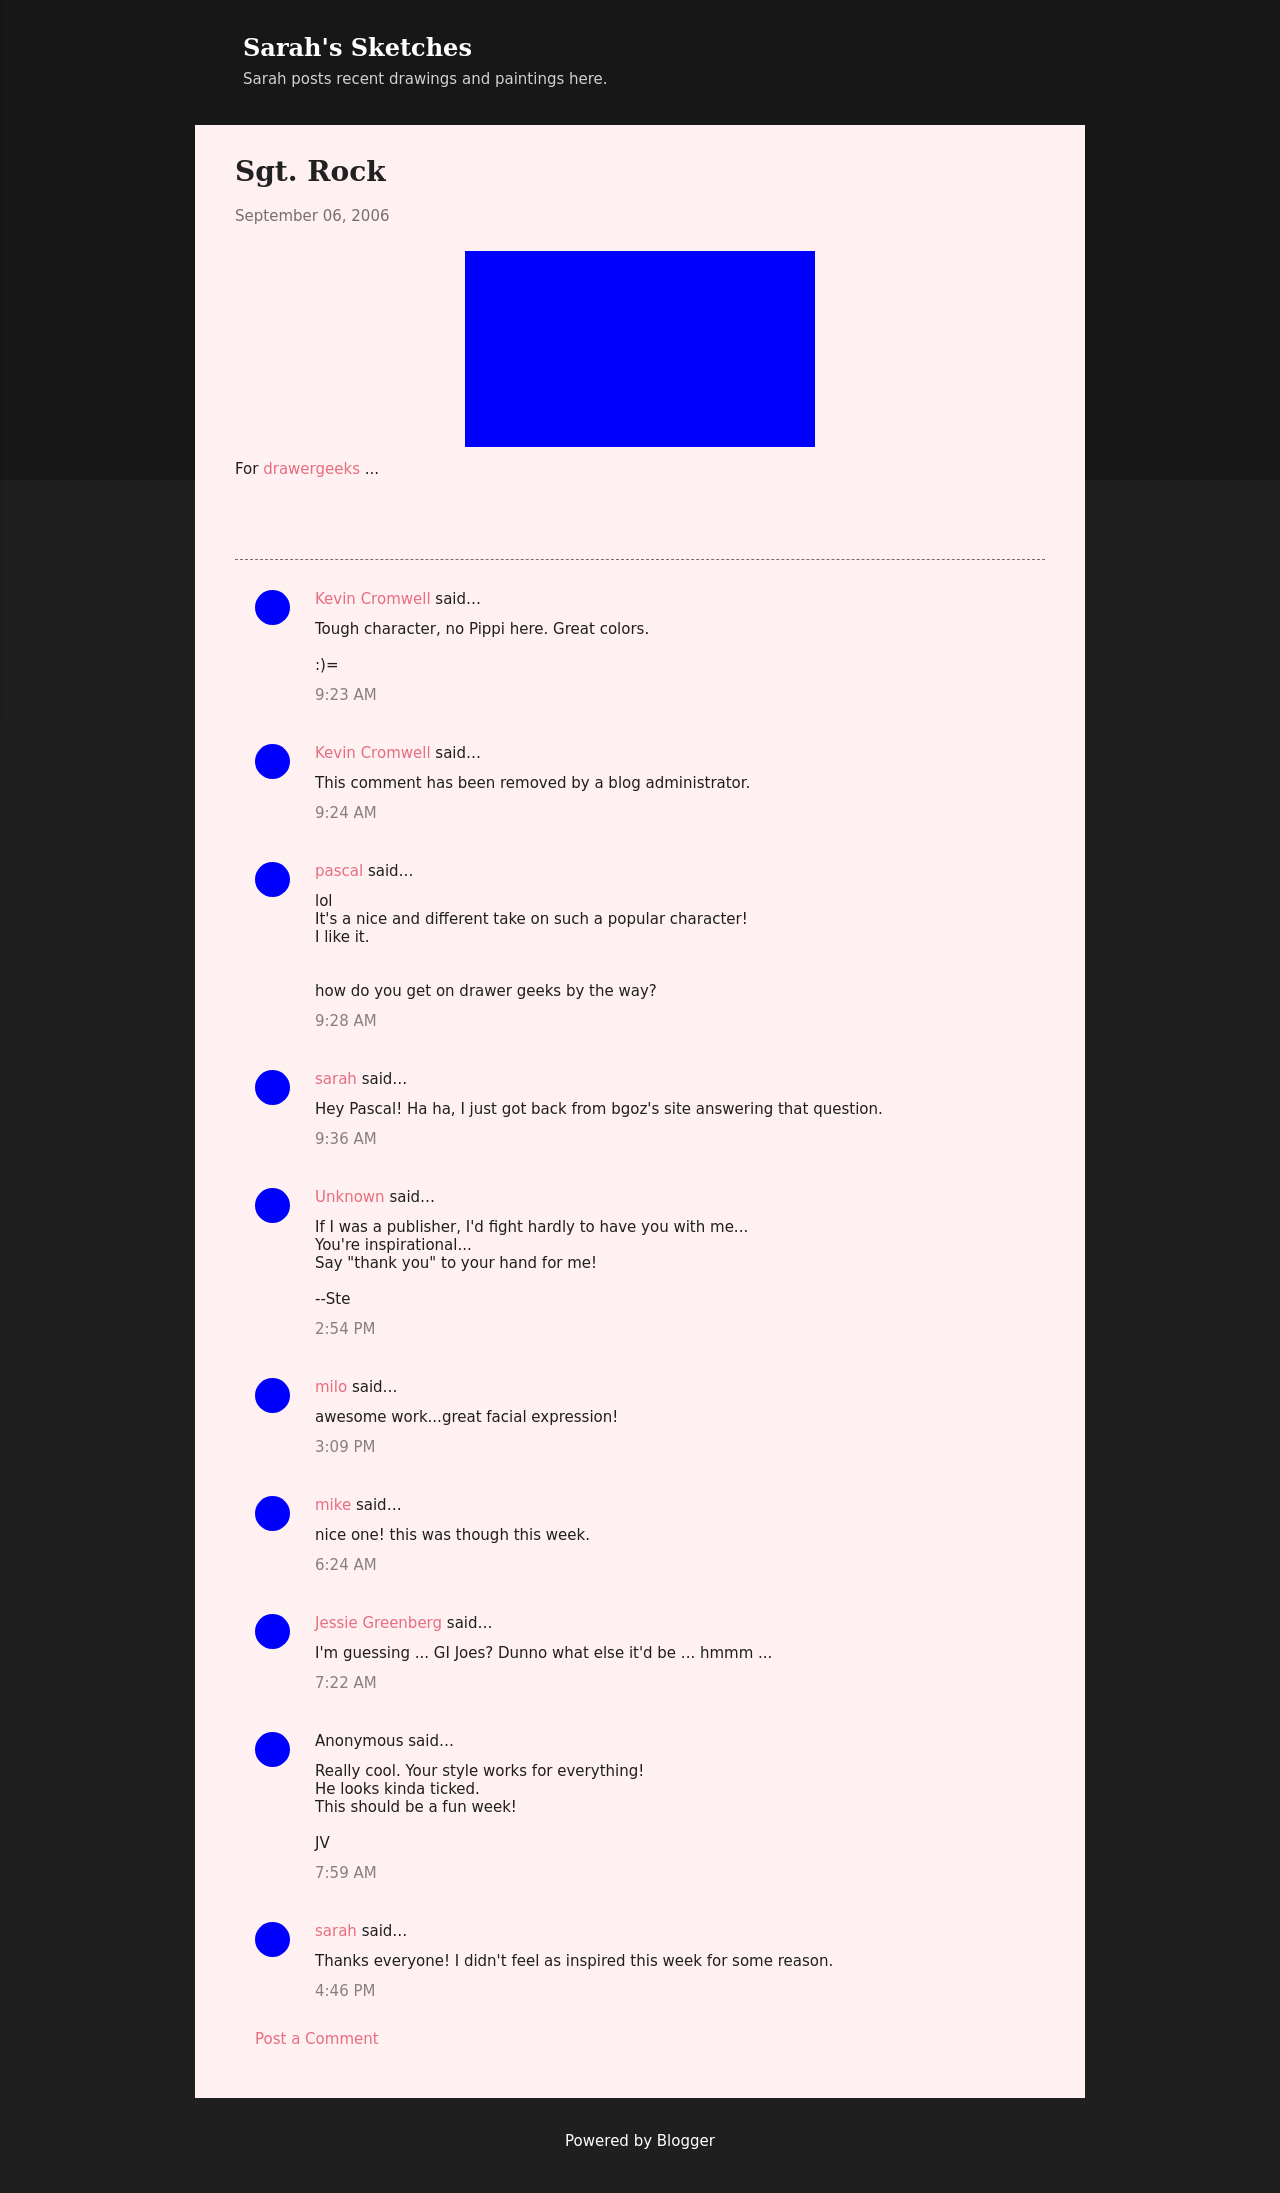 Sarah's Sketches
Sarah posts recent drawings and paintings here.
Sgt. Rock
September 06, 2006
For drawergeeks ...
Kevin Cromwell said…
Tough character, no Pippi here. Great colors.
:)=
9:23 AM
Kevin Cromwell said…
This comment has been removed by a blog administrator.
9:24 AM
pascal said…
lol
It's a nice and different take on such a popular character!
I like it.
how do you get on drawer geeks by the way?
9:28 AM
sarah said…
Hey Pascal! Ha ha, I just got back from bgoz's site answering that question.
9:36 AM
Unknown said…
If I was a publisher, I'd fight hardly to have you with me...
You're inspirational...
Say "thank you" to your hand for me!
--Ste
2:54 PM
milo said…
awesome work...great facial expression!
3:09 PM
mike said…
nice one! this was though this week.
6:24 AM
Jessie Greenberg said…
I'm guessing ... GI Joes? Dunno what else it'd be ... hmmm ...
7:22 AM
Anonymous said…
Really cool. Your style works for everything!
He looks kinda ticked.
This should be a fun week!
JV
7:59 AM
sarah said…
Thanks everyone! I didn't feel as inspired this week for some reason.
4:46 PM
Post a Comment
Powered by Blogger